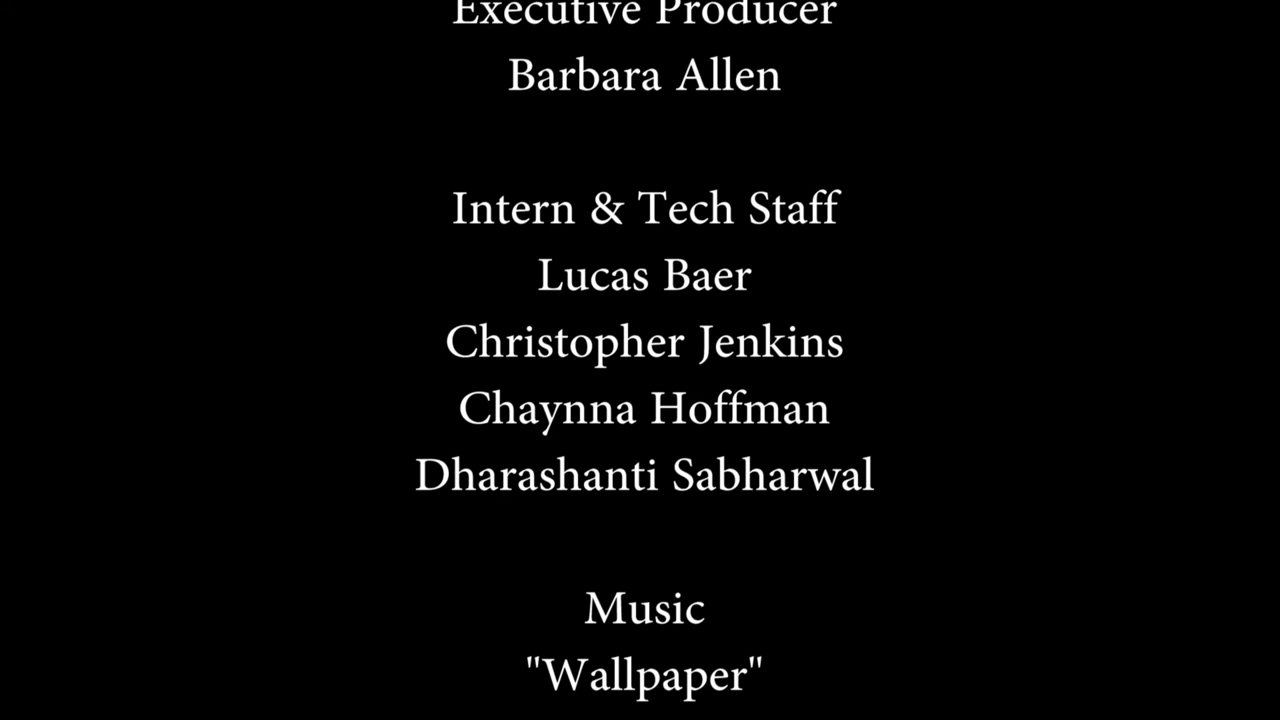 Executive Producer
Barbara Allen
Intern & Tech Staff
Lucas Baer
Christopher Jenkins
Chaynna Hoffman
Dharashanti Sabharwal
Music
"Wallpaper"